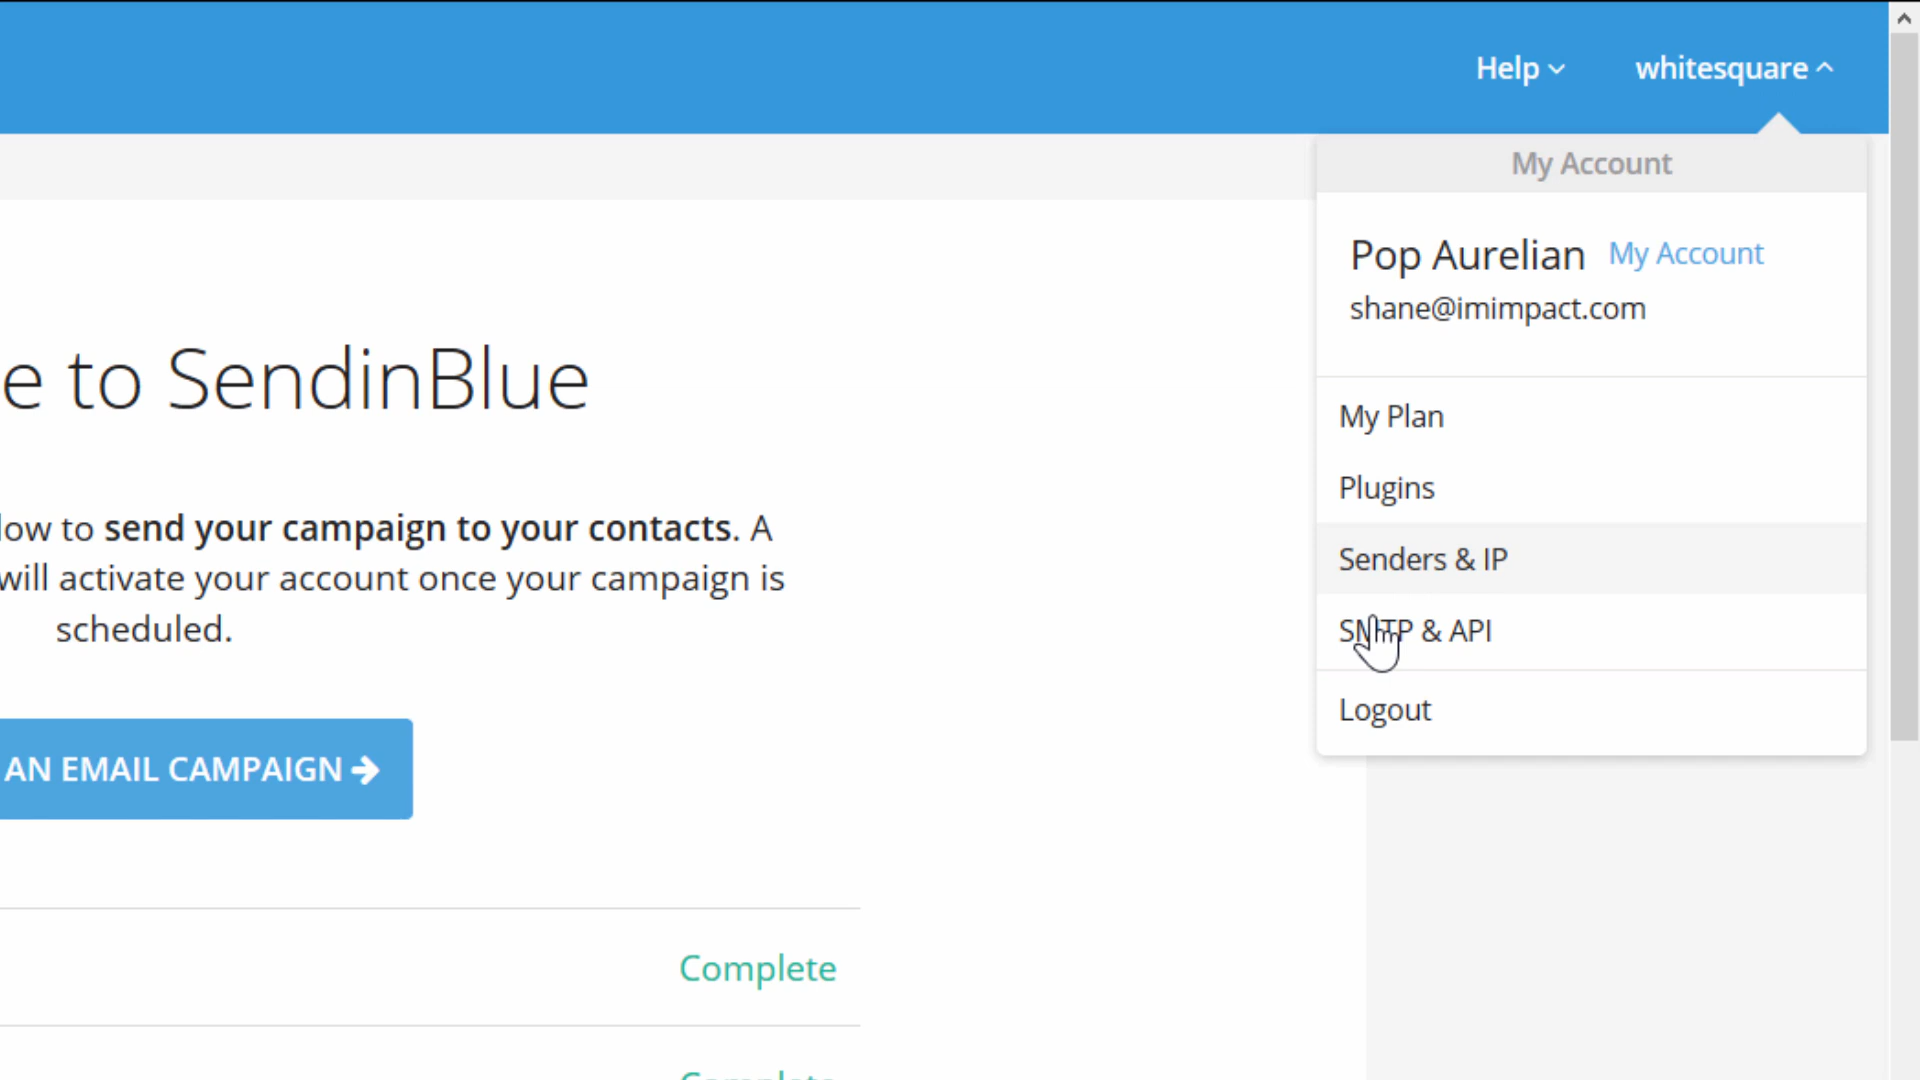 Help
whitesquare
My Account
Pop Aurelian My Account
shane@imimpact.com
My Plan
Plugins
Senders & IP
SMTP & API
Logout
e to SendinBlue
low to send your campaign to your contacts. A
will activate your account once your campaign is
scheduled.
AN EMAIL CAMPAIGN
Complete
Complete